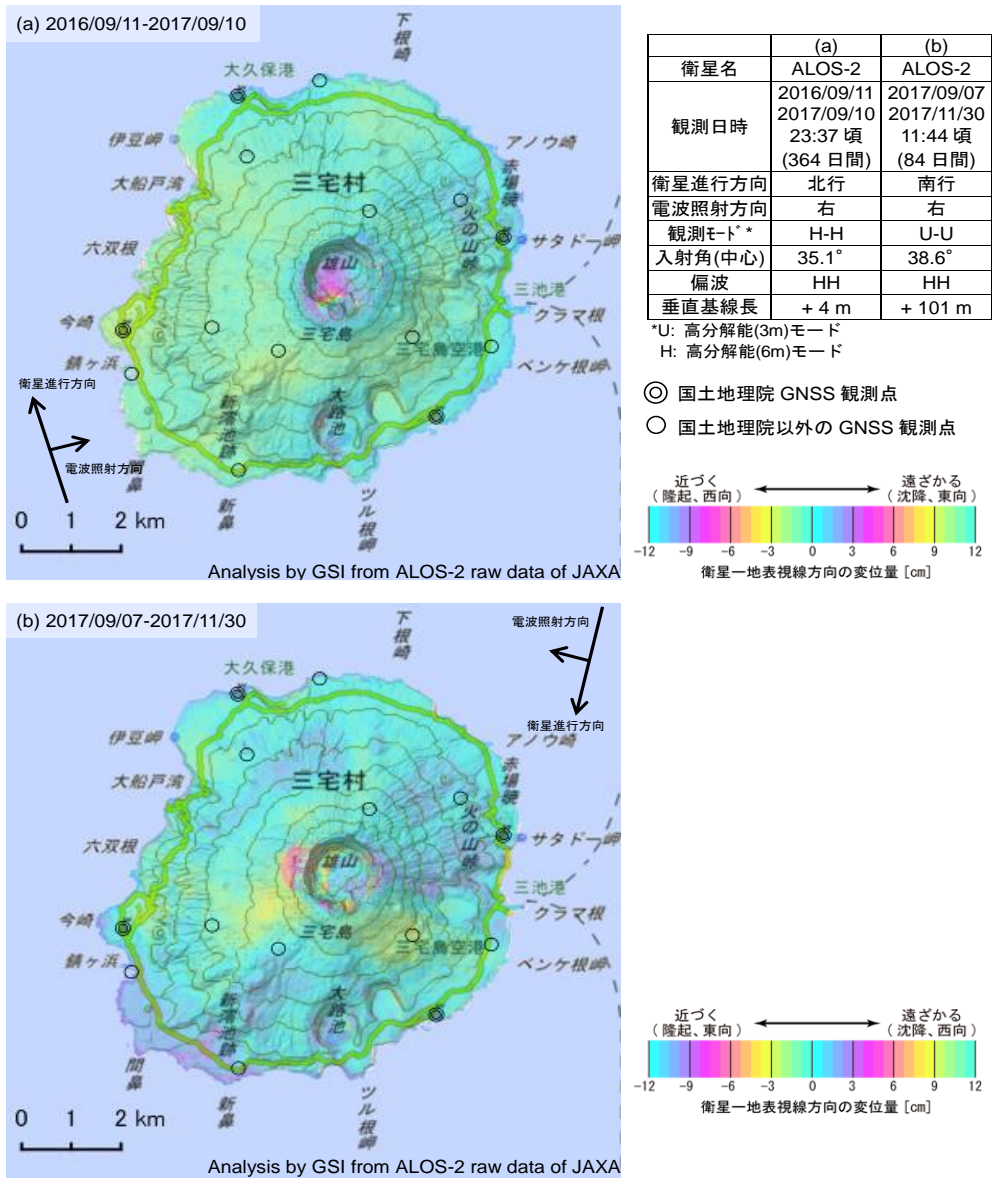 (a) 2016/09/11-2017/09/10
下根崎
大久保港
伊豆岬
アノウ崎
赤場暁
大船戸湾
三宅村
火の山峠
サタドー岬
六双根
雄山
三池港
クラマ根
今崎
三宅島
三宅島空港
錆ヶ浜
ベンケ根岬
衛星進行方向
新澪池跡
大路池
電波照射方向
間鼻
新鼻
ツル根岬
0 1 2 km
Analysis by GSI from ALOS-2 raw data of JAXA
(a) (b)
衛星名 ALOS-2 ALOS-2
観測日時 2016/09/11 2017/09/07
2017/09/10 2017/11/30
23:37 頃 11:44 頃
(364 日間) (84 日間)
衛星進行方向 北行 南行
電波照射方向 右 右
観測ﾓｰﾄﾞ* H-H U-U
入射角(中心) 35.1° 38.6°
偏波 HH HH
垂直基線長 + 4 m + 101 m
*U: 高分解能(3m)モード
H: 高分解能(6m)モード
◎ 国土地理院 GNSS 観測点
○ 国土地理院以外の GNSS 観測点
近づく 遠ざかる
(隆起、西向) (沈降、東向)
-12 -9 -6 -3 0 3 6 9 12
衛星－地表視線方向の変位量 [cm]
(b) 2017/09/07-2017/11/30
下根崎
電波照射方向
衛星進行方向
大久保港
伊豆岬
アノウ崎
赤場暁
大船戸湾
三宅村
火の山峠
サタドー岬
六双根
雄山
三池港
クラマ根
今崎
三宅島
三宅島空港
錆ヶ浜
ベンケ根岬
新澪池跡
大路池
間鼻
新鼻
ツル根岬
0 1 2 km
Analysis by GSI from ALOS-2 raw data of JAXA
近づく 遠ざかる
(隆起、東向) (沈降、西向)
-12 -9 -6 -3 0 3 6 9 12
衛星－地表視線方向の変位量 [cm]